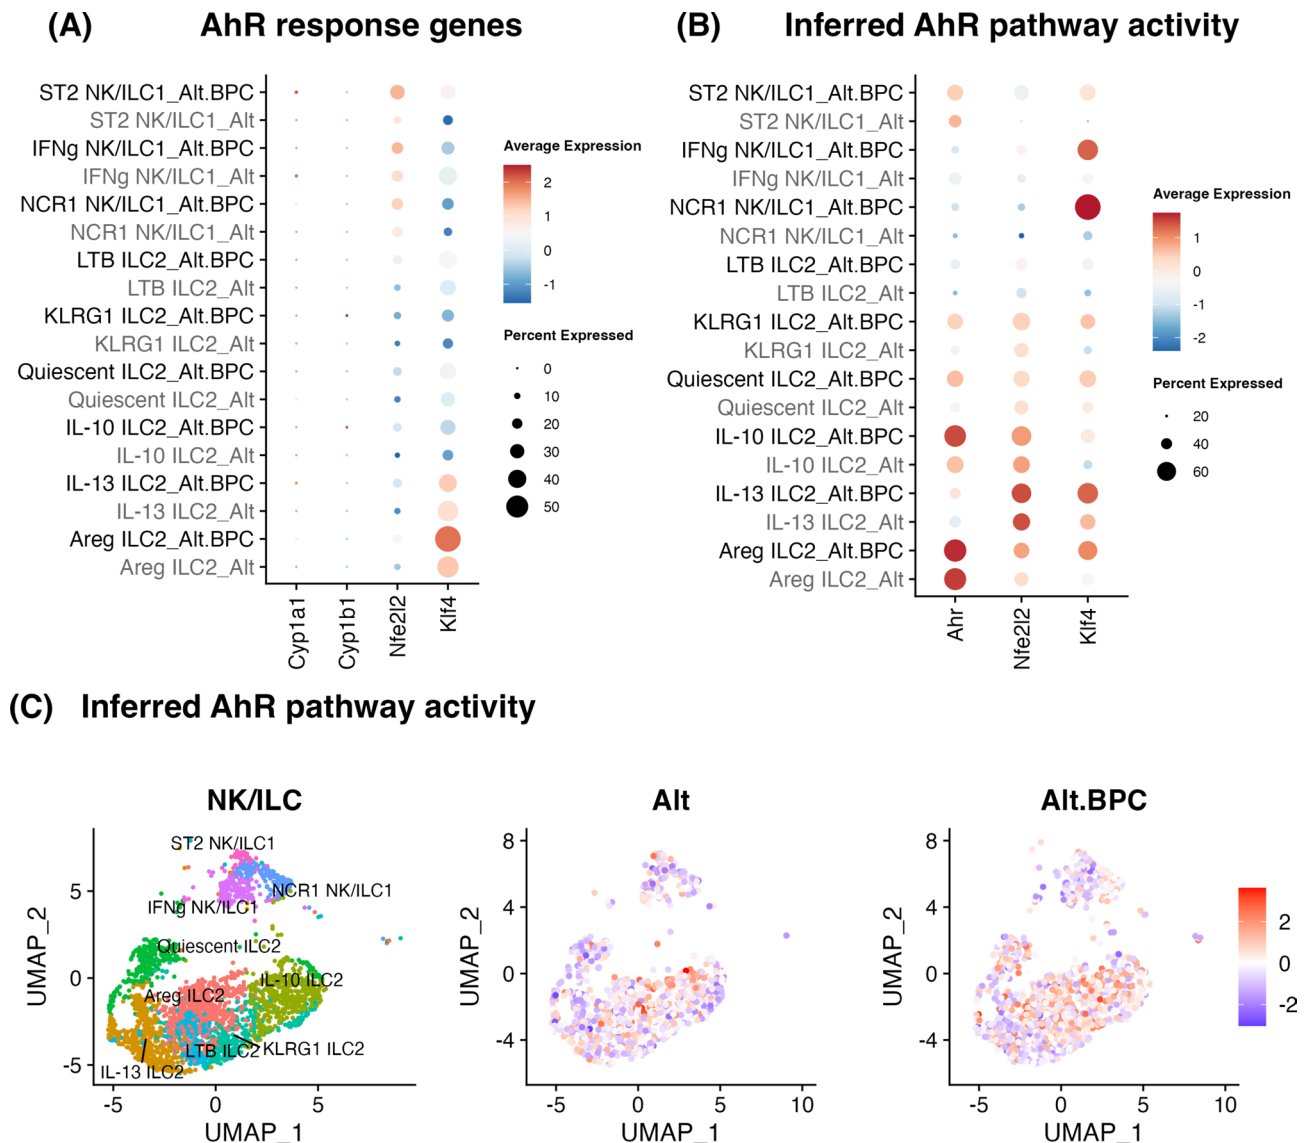 (A) AhR response genes
ST2 NK/ILC1_Alt.BPC
ST2 NK/ILC1_Alt
IFNg NK/ILC1_Alt.BPC
IFNg NK/ILC1_Alt
NCR1 NK/ILC1_Alt.BPC
NCR1 NK/ILC1_Alt
LTB ILC2_Alt.BPC
LTB ILC2_Alt
KLRG1 ILC2_Alt.BPC
KLRG1 ILC2_Alt
Quiescent ILC2_Alt.BPC
Quiescent ILC2_Alt
IL-10 ILC2_Alt.BPC
IL-10 ILC2_Alt
IL-13 ILC2_Alt.BPC
IL-13 ILC2_Alt
Areg ILC2_Alt.BPC
Areg ILC2_Alt
Cyp1a1
Cyp1b1
Nfe2l2
Klf4
Average Expression
2
1
0
-1
Percent Expressed
0
10
20
30
40
50
(B) Inferred AhR pathway activity
ST2 NK/ILC1_Alt.BPC
ST2 NK/ILC1_Alt
IFNg NK/ILC1_Alt.BPC
IFNg NK/ILC1_Alt
NCR1 NK/ILC1_Alt.BPC
NCR1 NK/ILC1_Alt
LTB ILC2_Alt.BPC
LTB ILC2_Alt
KLRG1 ILC2_Alt.BPC
KLRG1 ILC2_Alt
Quiescent ILC2_Alt.BPC
Quiescent ILC2_Alt
IL-10 ILC2_Alt.BPC
IL-10 ILC2_Alt
IL-13 ILC2_Alt.BPC
IL-13 ILC2_Alt
Areg ILC2_Alt.BPC
Areg ILC2_Alt
Ahr
Nfe2l2
Klf4
Average Expression
1
0
-1
-2
Percent Expressed
20
40
60
(C) Inferred AhR pathway activity
NK/ILC
UMAP_2
5
0
-5
ST2 NK/ILC1
NCR1 NK/ILC1
IFNg NK/ILC1
Quiescent ILC2
IL-10 ILC2
Areg ILC2
LTB ILC2
KLRG1 ILC2
IL-13 ILC2
-5 0 5
UMAP_1
Alt
UMAP_2
8
4
0
-4
-5 0 5 10
UMAP_1
Alt.BPC
UMAP_2
8
4
0
-4
-5 0 5 10
UMAP_1
2
0
-2